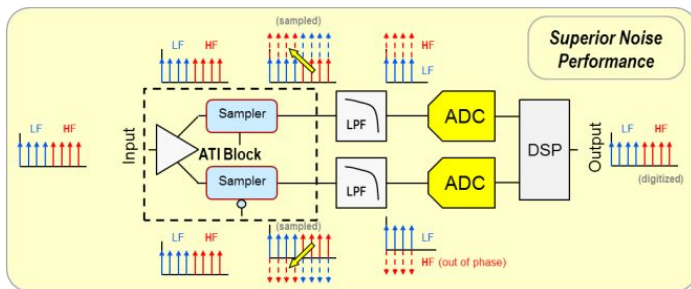 (sampled)
Superior Noise
Performance
LF HF
HF
LF
LF HF
Input
Sampler
ATI Block
Sampler
LPF
LPF
ADC
ADC
DSP
Output
LF HF
(digitized)
(sampled)
LF HF
LF
HF (out of phase)